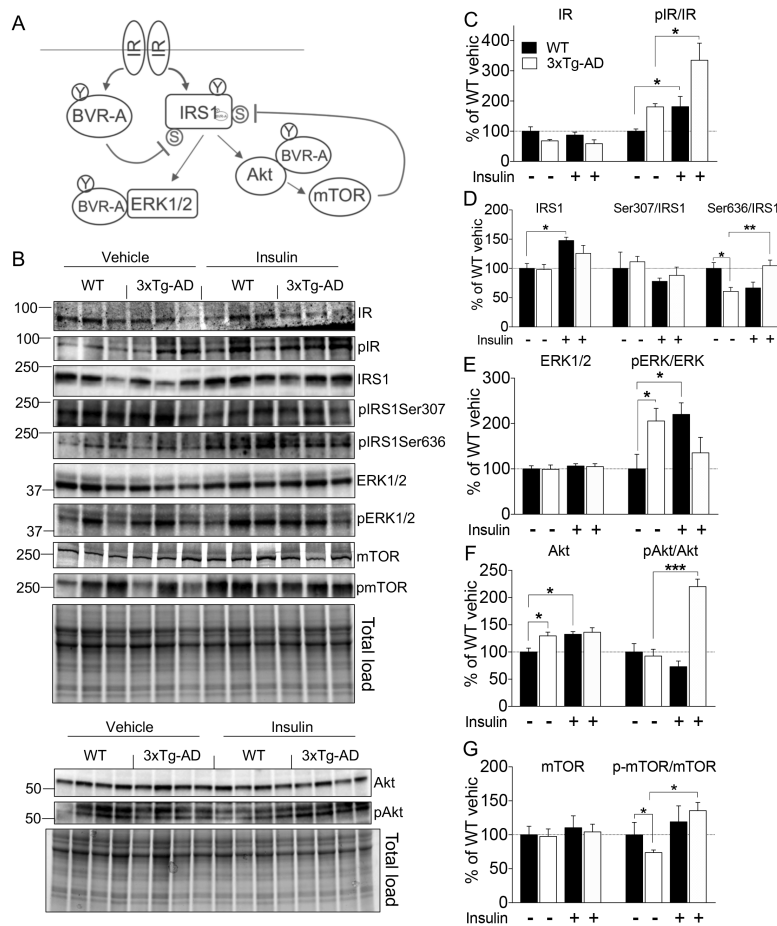 A
IR IR
Y
BVR-A
Y
IRS1
S
S
Y
BVR-A
Akt
mTOR
Y
BVR-A
ERK1/2
B
Vehicle Insulin
WT 3xTg-AD WT 3xTg-AD
100 IR
100 pIR
250 IRS1
250 pIRS1Ser307
250 pIRS1Ser636
37 ERK1/2
37 pERK1/2
250 mTOR
250 pmTOR
Total load
Vehicle Insulin
WT 3xTg-AD WT 3xTg-AD
50 Akt
50 pAkt
Total load
C
IR pIR/IR
WT
3xTg-AD
% of WT vehic
400
300
200
100
0
* *
Insulin - - + + - - + +
D
IRS1 Ser307/IRS1 Ser636/IRS1
% of WT vehic
200
150
100
50
0
* * **
Insulin - - + + - - + + - - + +
E
ERK1/2 pERK/ERK
% of WT vehic
300
200
100
0
* *
Insulin - - + + - - + +
F
Akt pAkt/Akt
% of WT vehic
250
200
150
100
50
0
* * ***
Insulin - - + + - - + +
G
mTOR p-mTOR/mTOR
% of WT vehic
250
200
150
100
50
0
* *
Insulin - - + + - - + +